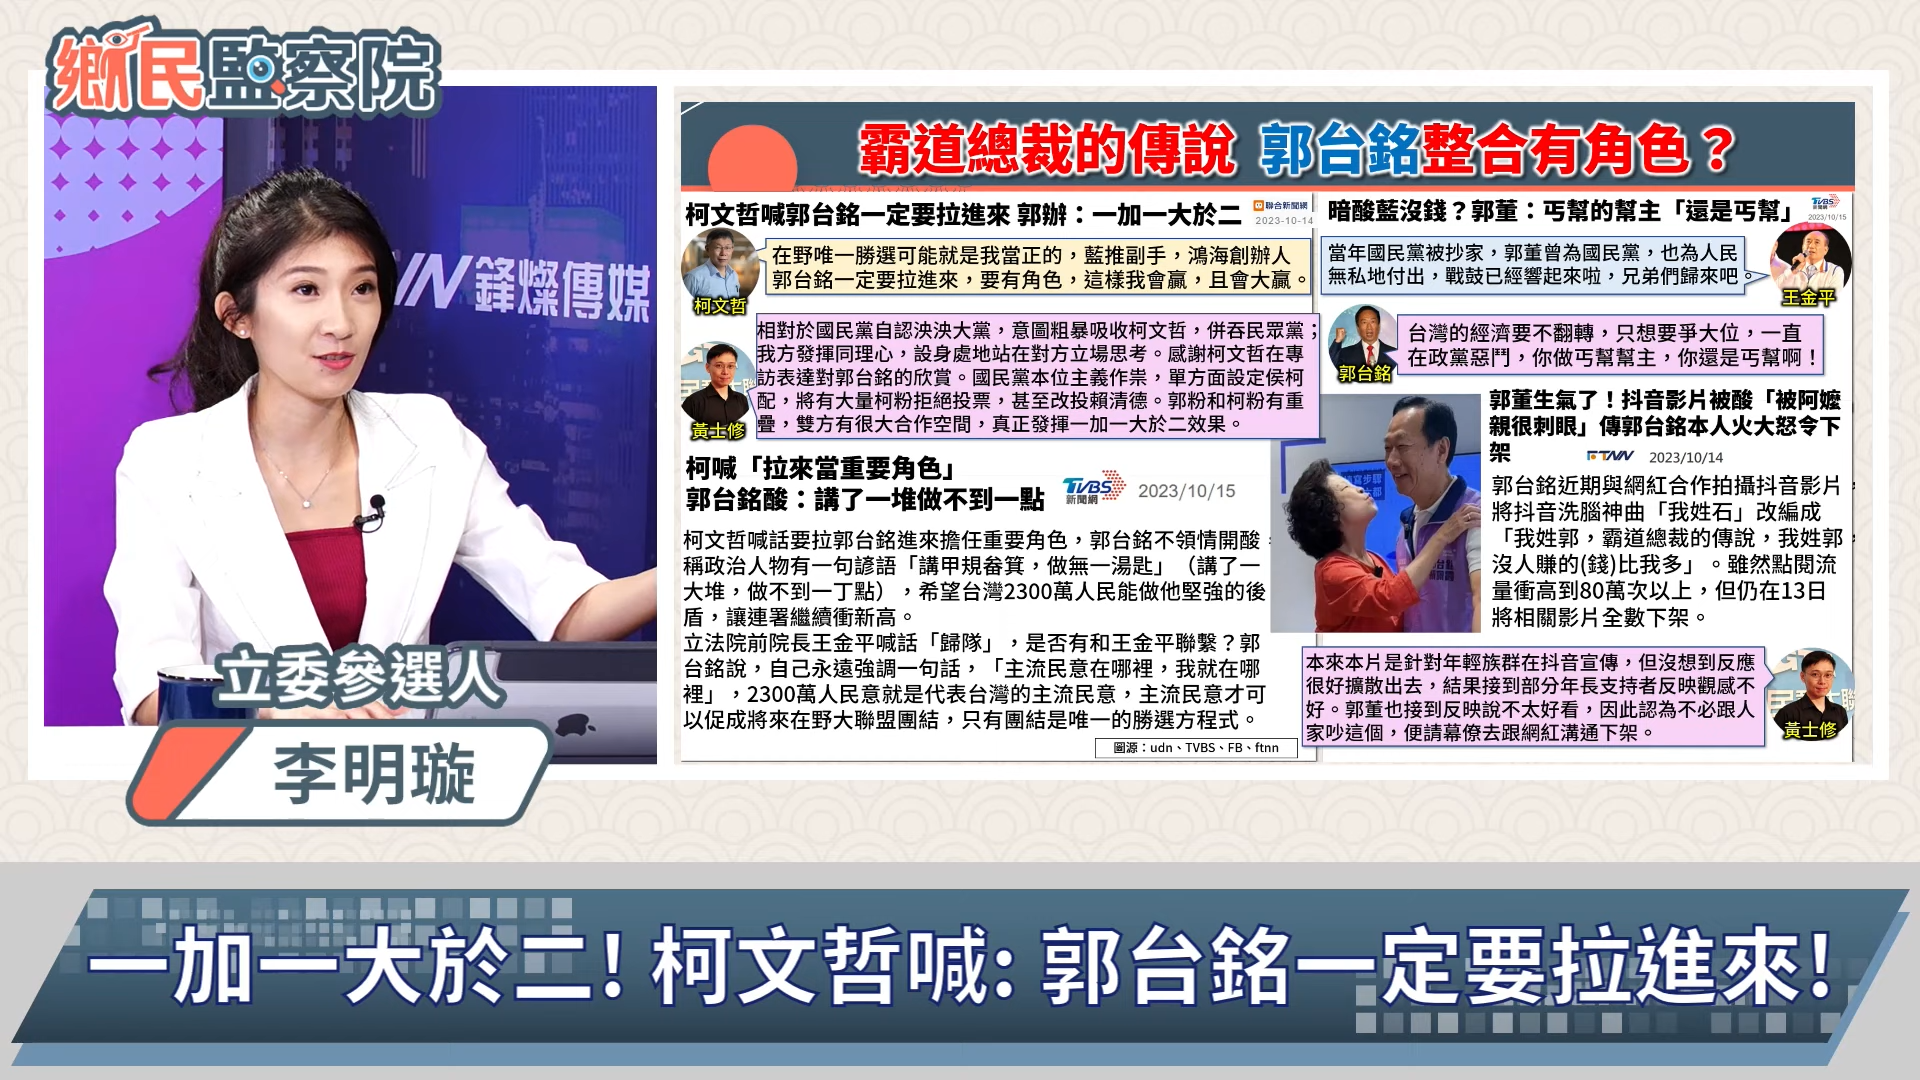 鄉民監察院
NN 鋒燦傳媒
立委參選人
李明璇
霸道總裁的傳說 郭台銘整合有角色？
柯文哲喊郭台銘一定要拉進來 郭辦：一加一大於二
聯合新聞網
2023-10-14
在野唯一勝選可能就是我當正的，藍推副手，鴻海創辦人
郭台銘一定要拉進來，要有角色，這樣我會贏，且會大贏。
柯文哲
相對於國民黨自認泱泱大黨，意圖粗暴吸收柯文哲，併吞民眾黨；
我方發揮同理心，設身處地站在對方立場思考。感謝柯文哲在專
訪表達對郭台銘的欣賞。國民黨本位主義作祟，單方面設定侯柯
配，將有大量柯粉拒絕投票，甚至改投賴清德。郭粉和柯粉有重
疊，雙方有很大合作空間，真正發揮一加一大於二效果。
黃士修
柯喊「拉來當重要角色」
郭台銘酸：講了一堆做不到一點
TVBS
新聞網
2023/10/15
柯文哲喊話要拉郭台銘進來擔任重要角色，郭台銘不領情開酸，
稱政治人物有一句諺語「講甲規畚箕，做無一湯匙」（講了一
大堆，做不到一丁點），希望台灣2300萬人民能做他堅強的後
盾，讓連署繼續衝新高。
立法院前院長王金平喊話「歸隊」，是否有和王金平聯繫？郭
台銘說，自己永遠強調一句話，「主流民意在哪裡，我就在哪
裡」，2300萬人民意就是代表台灣的主流民意，主流民意才可
以促成將來在野大聯盟團結，只有團結是唯一的勝選方程式。
圖源：udn、TVBS、FB、ftnn
暗酸藍沒錢？郭董：丐幫的幫主「還是丐幫」
TVBS
新聞網
2023/10/15
當年國民黨被抄家，郭董曾為國民黨，也為人民
無私地付出，戰鼓已經響起來啦，兄弟們歸來吧。
王金平
台灣的經濟要不翻轉，只想要爭大位，一直
在政黨惡鬥，你做丐幫幫主，你還是丐幫啊！
郭台銘
郭董生氣了！抖音影片被酸「被阿嬤
親很刺眼」傳郭台銘本人火大怒令下
架
FTNN
2023/10/14
郭台銘近期與網紅合作拍攝抖音影片，
將抖音洗腦神曲「我姓石」改編成
「我姓郭，霸道總裁的傳說，我姓郭，
沒人賺的(錢)比我多」。雖然點閱流
量衝高到80萬次以上，但仍在13日
將相關影片全數下架。
本來本片是針對年輕族群在抖音宣傳，但沒想到反應
很好擴散出去，結果接到部分年長支持者反映觀感不
好。郭董也接到反映說不太好看，因此認為不必跟人
家吵這個，便請幕僚去跟網紅溝通下架。
黃士修
一加一大於二! 柯文哲喊: 郭台銘一定要拉進來!